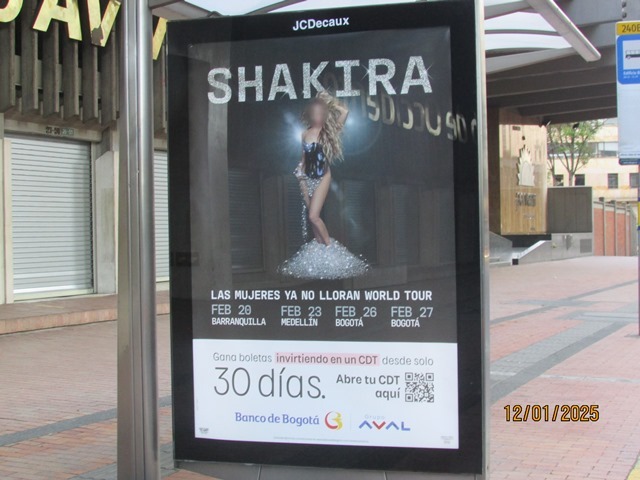 JCDecaux
SHAKIRA
LAS MUJERES YA NO LLORAN WORLD TOUR
FEB 20 FEB 23 FEB 26 FEB 27
BARRANQUILLA MEDELLÍN BOGOTÁ BOGOTÁ
Gana boletas invirtiendo en un CDT desde solo
30 días.
Abre tu CDT
aquí
Banco de Bogotá
AVAL
12/01/2025